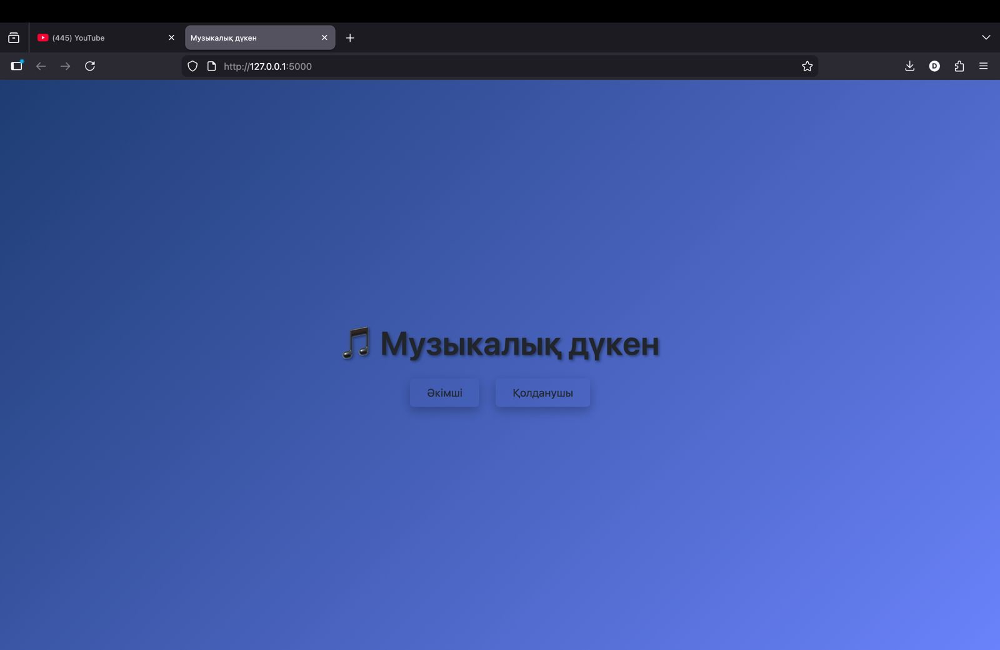 (445) YouTube
Музыкалық дүкен
http://127.0.0.1:5000
D
🎵 Музыкалық дүкен
Әкімші
Қолданушы